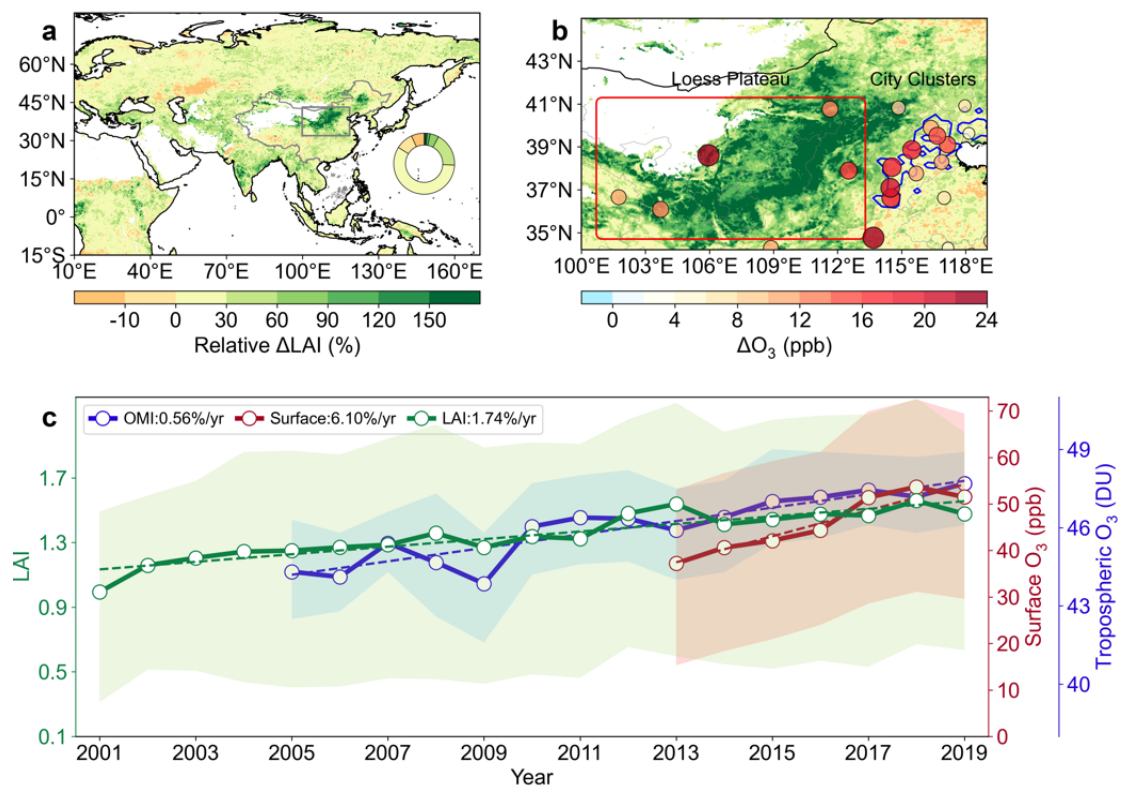 a
60°N
45°N
30°N
15°N
0°
15°S
10°E 40°E 70°E 100°E 130°E 160°E
-10 0 30 60 90 120 150
Relative ΔLAI (%)
b
Loess Plateau City Clusters
43°N
41°N
39°N
37°N
35°N
100°E 103°E 106°E 109°E 112°E 115°E 118°E
0 4 8 12 16 20 24
ΔO₃ (ppb)
c
OMI:0.56%/yr Surface:6.10%/yr LAI:1.74%/yr
LAI
1.7
1.3
0.9
0.5
0.1
2001 2003 2005 2007 2009 2011 2013 2015 2017 2019
Year
70
60
50
40
30
20
10
0
Surface O₃ (ppb)
49
46
43
40
Tropospheric O₃ (DU)